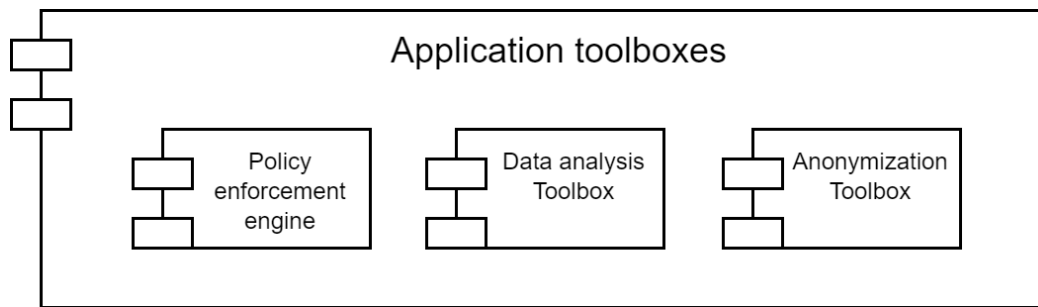 Application toolboxes
Policy
enforcement
engine
Data analysis
Toolbox
Anonymization
Toolbox